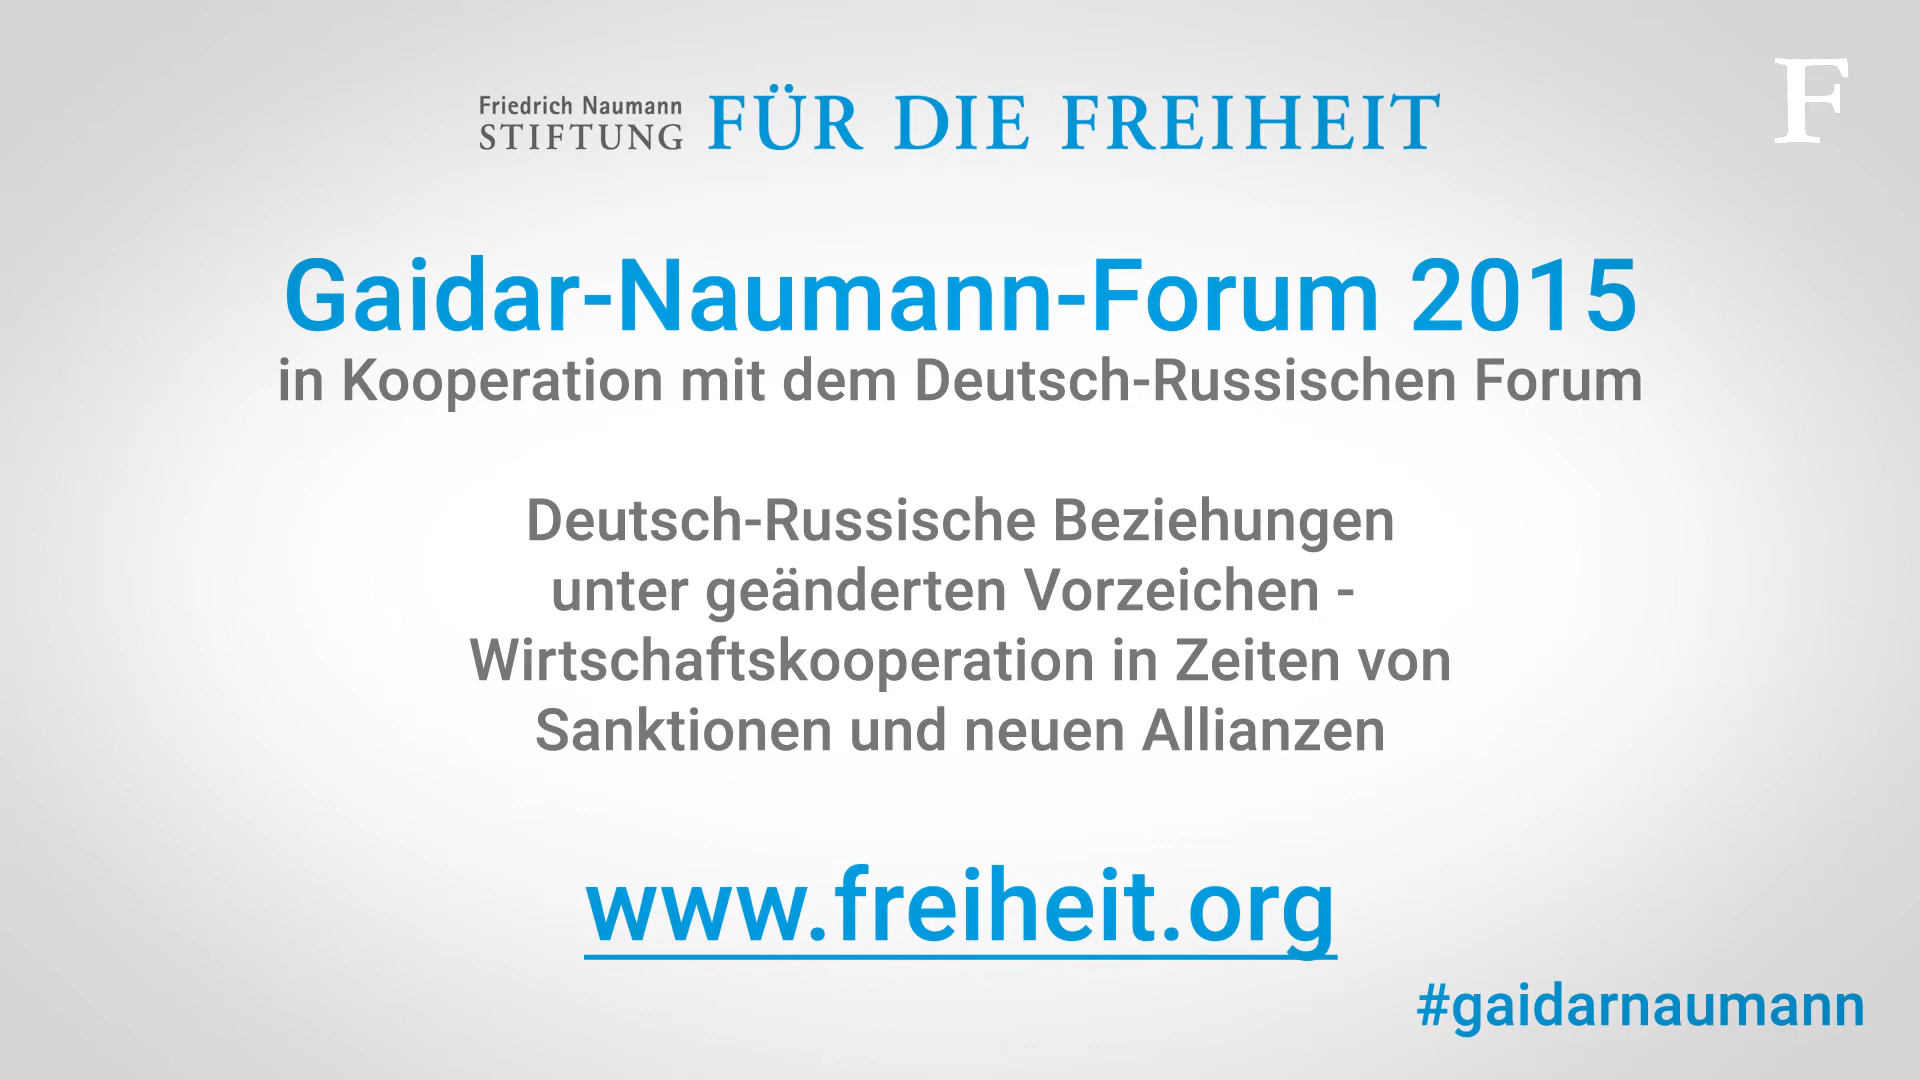 Friedrich Naumann
STIFTUNG FÜR DIE FREIHEIT
F
Gaidar-Naumann-Forum 2015
in Kooperation mit dem Deutsch-Russischen Forum
Deutsch-Russische Beziehungen
unter geänderten Vorzeichen -
Wirtschaftskooperation in Zeiten von
Sanktionen und neuen Allianzen
www.freiheit.org
#gaidarnaumann